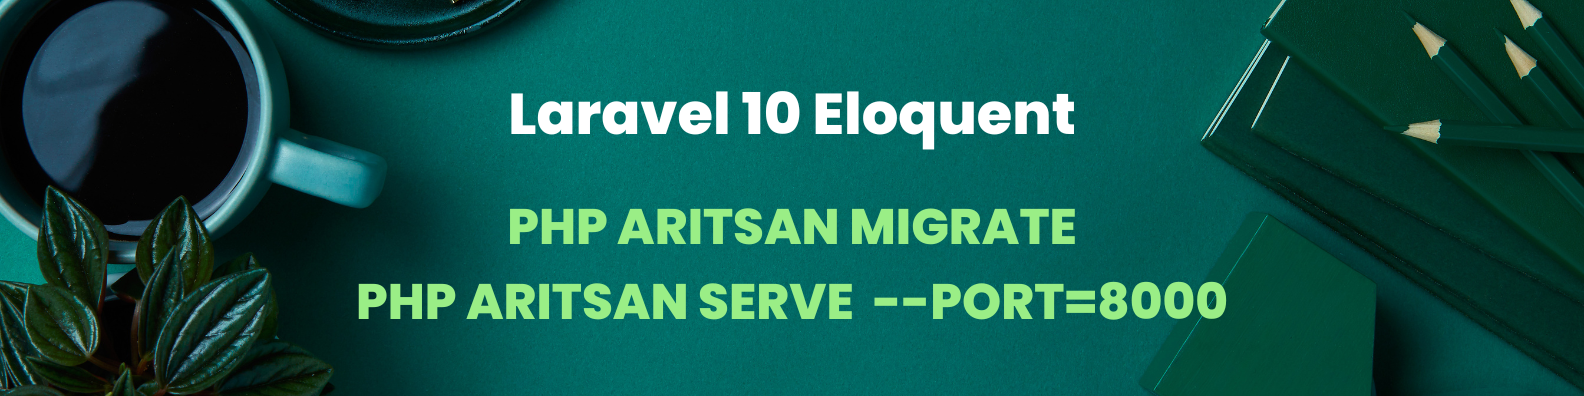 Laravel 10 Eloquent
PHP ARITSAN MIGRATE
PHP ARITSAN SERVE --PORT=8000